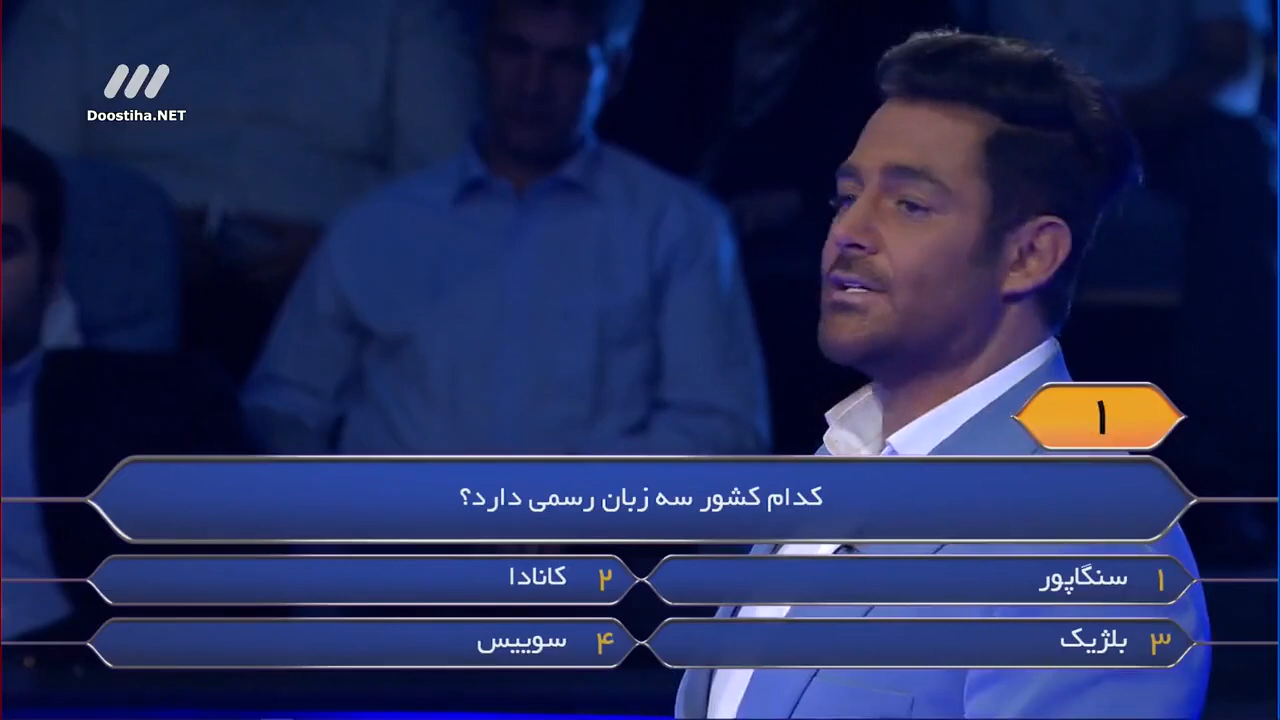 Doostiha.NET
۱
کدام کشور سه زبان رسمی دارد؟
۱ سنگاپور
۲ کانادا
۳ بلژیک
۴ سوییس